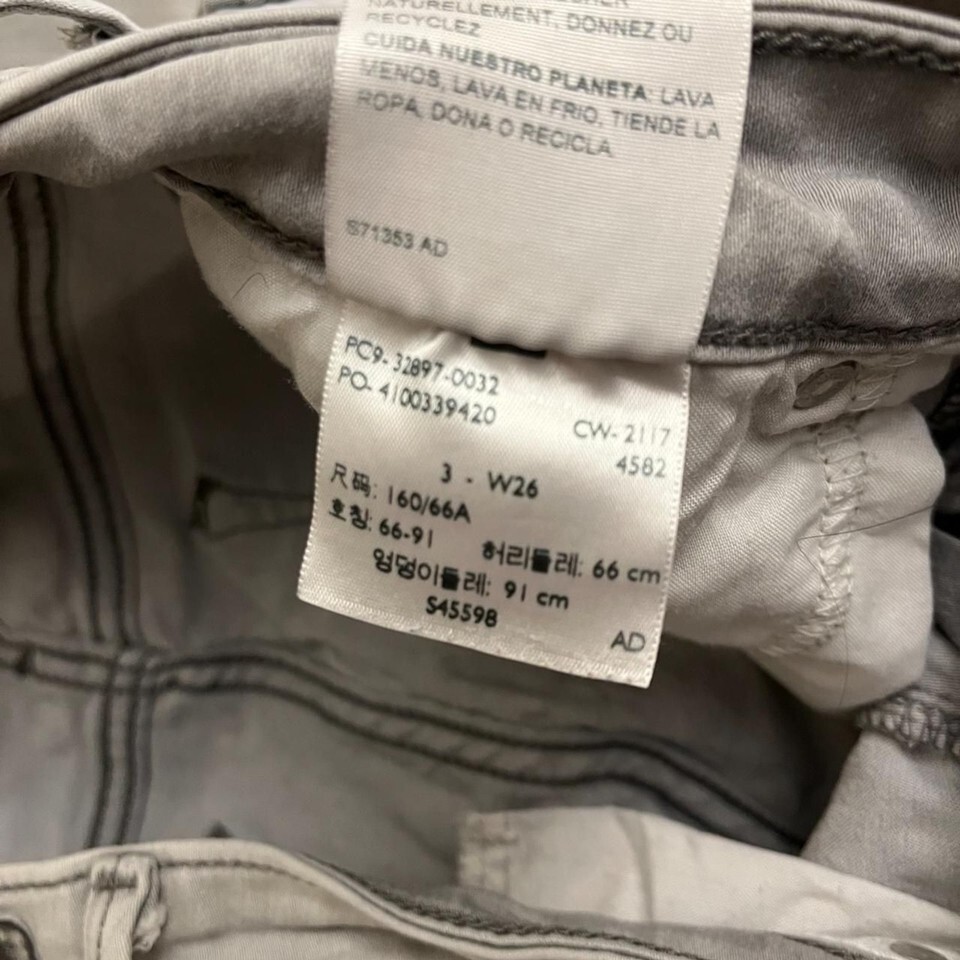 NATURELLEMENT, DONNEZ OU
RECYCLEZ
CUIDA NUESTRO PLANETA: LAVA
MENOS, LAVA EN FRIO, TIENDE LA
ROPA, DONA O RECICLA
S71353 AD
PC9-32897-0032
PO-4100339420
CW-2117
4582
3 - W26
尺码: 160/66A
호칭: 66-91 허리둘레: 66 cm
엉덩이둘레: 91 cm
S45598
AD